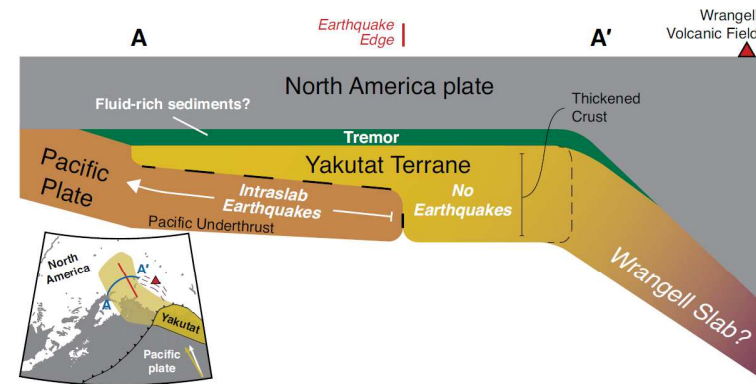 A
Earthquake
Edge
A′
Wrangell
Volcanic Field
North America plate
Fluid-rich sediments?
Thickened
Crust
Tremor
Pacific
Plate
Yakutat Terrane
Intraslab
Earthquakes
No
Earthquakes
Pacific Underthrust
Wrangell Slab?
North
America
A′
A
Yakutat
Pacific
plate